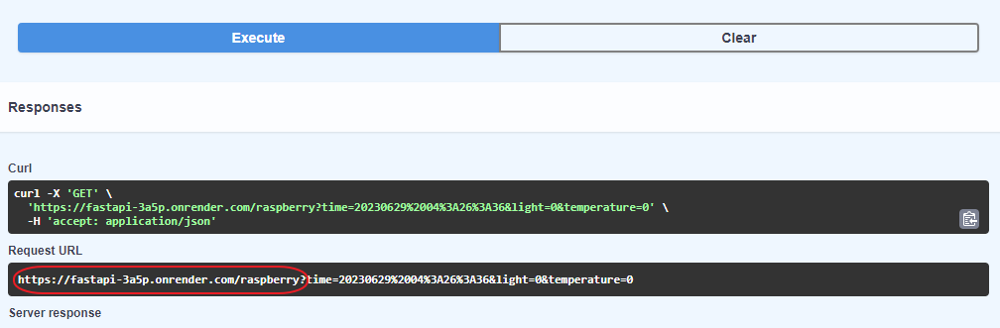 Execute
Clear
Responses
Curl
curl -X 'GET' \
'https://fastapi-3a5p.onrender.com/raspberry?time=20230629%2004%3A26%3A36&light=0&temperature=0' \
-H 'accept: application/json'
Request URL
https://fastapi-3a5p.onrender.com/raspberry?time=20230629%2004%3A26%3A36&light=0&temperature=0
Server response